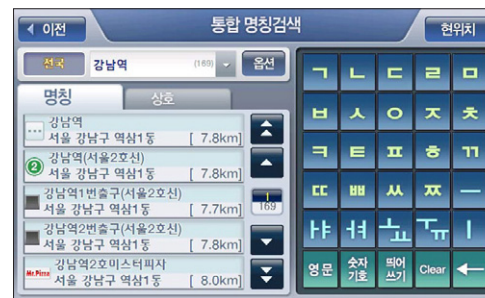 이전
통합 명칭검색
현위치
전국
강남역
(169)
옵션
명칭
상호
강남역
서울 강남구 역삼1동 [ 7.8km]
2
강남역(서울2호선)
서울 강남구 역삼1동 [ 7.8km]
강남역1번출구(서울2호선)
서울 강남구 역삼1동 [ 7.7km]
강남역2번출구(서울2호선)
서울 강남구 역삼1동 [ 7.8km]
Mr.Pizza
강남역2호미스터피자
서울 강남구 역삼1동 [ 8.0km]
169
ㄱ ㄴ ㄷ ㄹ ㅁ
ㅂ ㅅ ㅇ ㅈ ㅊ
ㅋ ㅌ ㅍ ㅎ ㄲ
ㄸ ㅃ ㅆ ㅉ ㅡ
ㅏㅑ ㅓㅕ ㅗㅛ ㅜㅠ ㅣ
영문 숫자 기호 띄어 쓰기 Clear